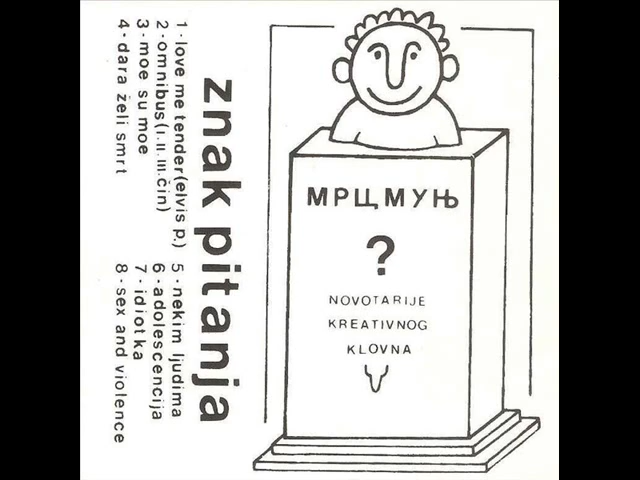 znak pitanja
1 - love me tender (elvis p.)
2 - omnibus (I. II. III. čin)
3 - moe su moe
4 - dara želi smrt
5 - nekim ljudima
6 - adolescencija
7 - idiotka
8 - sex and violence
МРЦ МУЊ
?
NOVOTARIJE
KREATIVNOG
KLOVNA